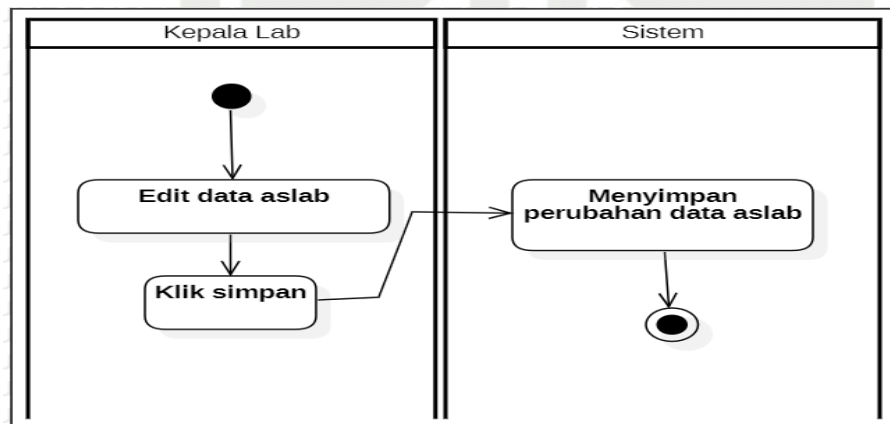 Kepala Lab
Sistem
Edit data aslab
Klik simpan
Menyimpan
perubahan data aslab